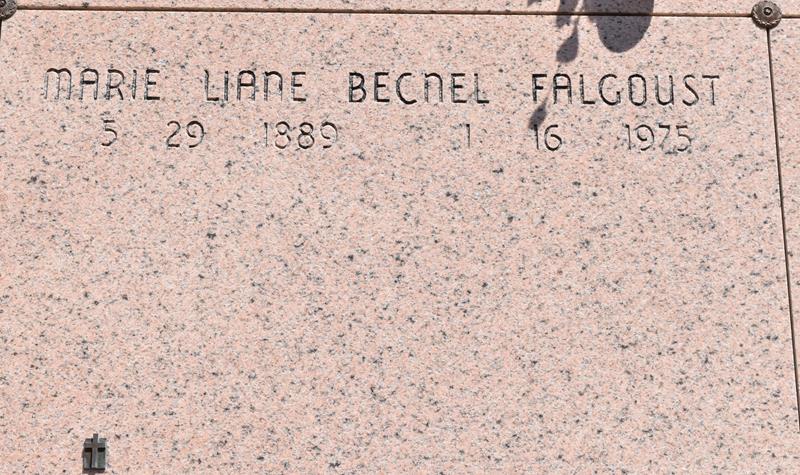 MARIE LIANE BECNEL FALGOUST
5 29 1889 1 16 1975